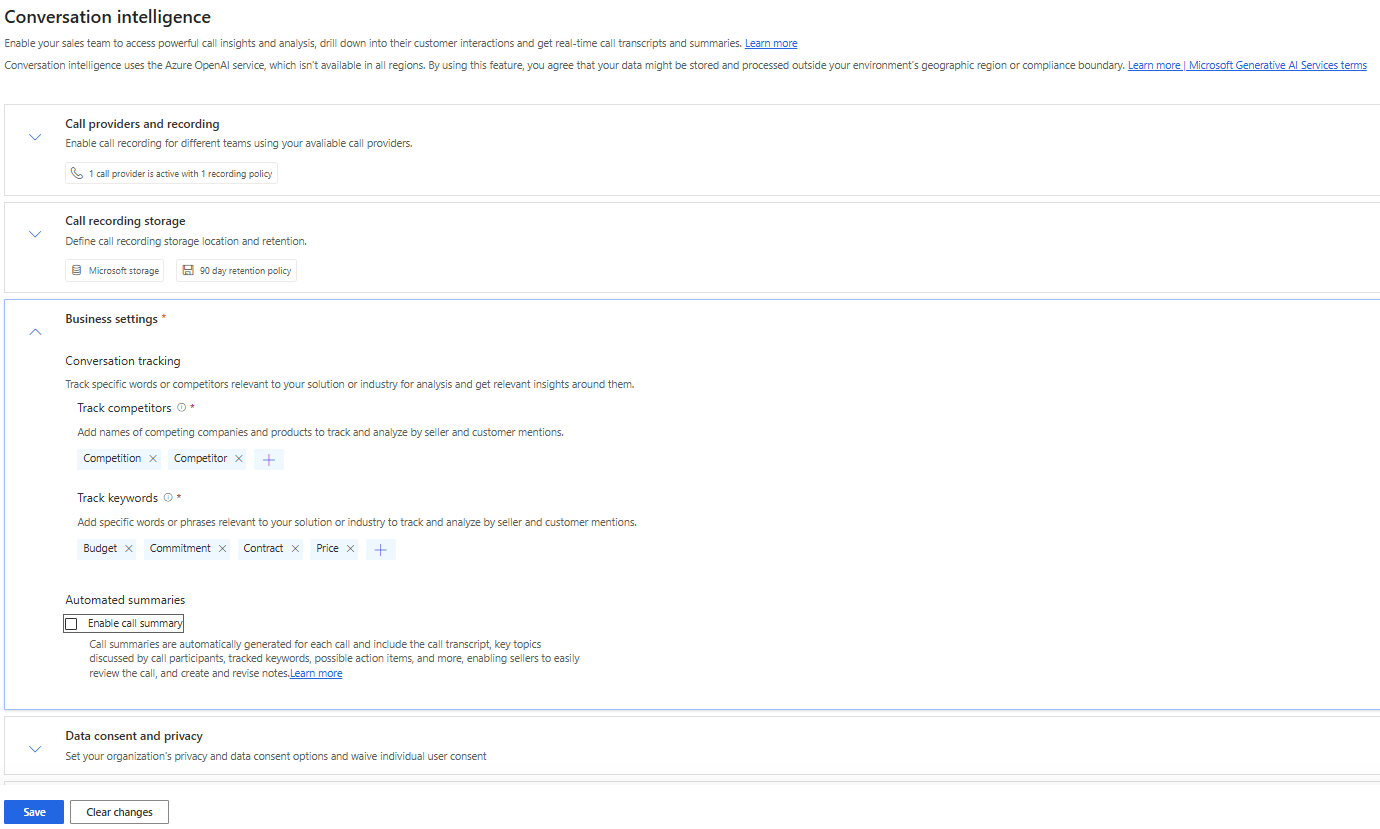 Conversation intelligence
Enable your sales team to access powerful call insights and analysis, drill down into their customer interactions and get real-time call transcripts and summaries. Learn more
Conversation intelligence uses the Azure OpenAI service, which isn't available in all regions. By using this feature, you agree that your data might be stored and processed outside your environment's geographic region or compliance boundary. Learn more | Microsoft Generative AI Services terms
Call providers and recording
Enable call recording for different teams using your avaliable call providers.
1 call provider is active with 1 recording policy
Call recording storage
Define call recording storage location and retention.
Microsoft storage 90 day retention policy
Business settings *
Conversation tracking
Track specific words or competitors relevant to your solution or industry for analysis and get relevant insights around them.
Track competitors *
Add names of competing companies and products to track and analyze by seller and customer mentions.
Competition Competitor
Track keywords *
Add specific words or phrases relevant to your solution or industry to track and analyze by seller and customer mentions.
Budget Commitment Contract Price
Automated summaries
Enable call summary
Call summaries are automatically generated for each call and include the call transcript, key topics
discussed by call participants, tracked keywords, possible action items, and more, enabling sellers to easily
review the call, and create and revise notes.Learn more
Data consent and privacy
Set your organization's privacy and data consent options and waive individual user consent
Save Clear changes